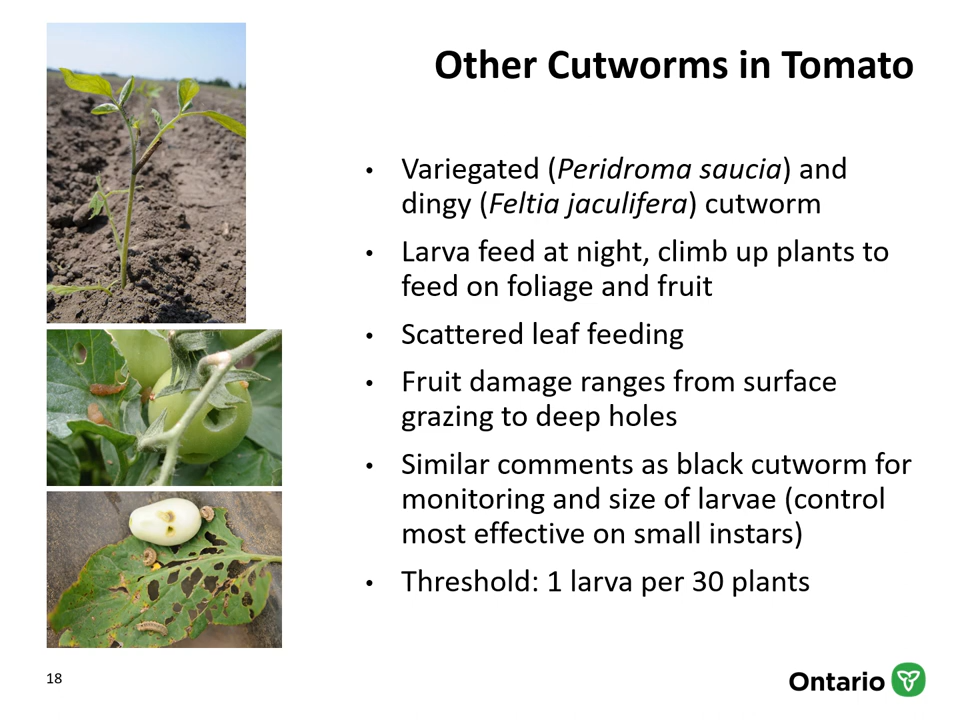 Other Cutworms in Tomato
• Variegated (Peridroma saucia) and
dingy (Feltia jaculifera) cutworm
• Larva feed at night, climb up plants to
feed on foliage and fruit
• Scattered leaf feeding
• Fruit damage ranges from surface
grazing to deep holes
• Similar comments as black cutworm for
monitoring and size of larvae (control
most effective on small instars)
• Threshold: 1 larva per 30 plants
18
Ontario